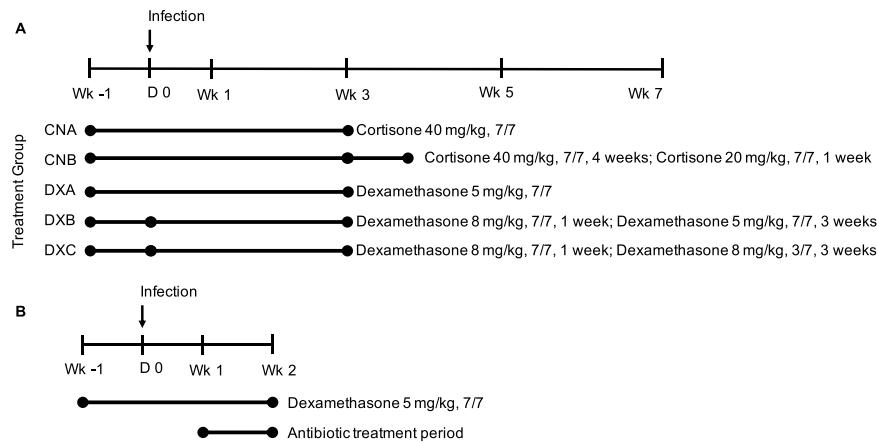 Infection
A
Wk -1 D 0 Wk 1 Wk 3 Wk 5 Wk 7
Treatment Group
CNA Cortisone 40 mg/kg, 7/7
CNB Cortisone 40 mg/kg, 7/7, 4 weeks; Cortisone 20 mg/kg, 7/7, 1 week
DXA Dexamethasone 5 mg/kg, 7/7
DXB Dexamethasone 8 mg/kg, 7/7, 1 week; Dexamethasone 5 mg/kg, 7/7, 3 weeks
DXC Dexamethasone 8 mg/kg, 7/7, 1 week; Dexamethasone 8 mg/kg, 3/7, 3 weeks
Infection
B
Wk -1 D 0 Wk 1 Wk 2
Dexamethasone 5 mg/kg, 7/7
Antibiotic treatment period